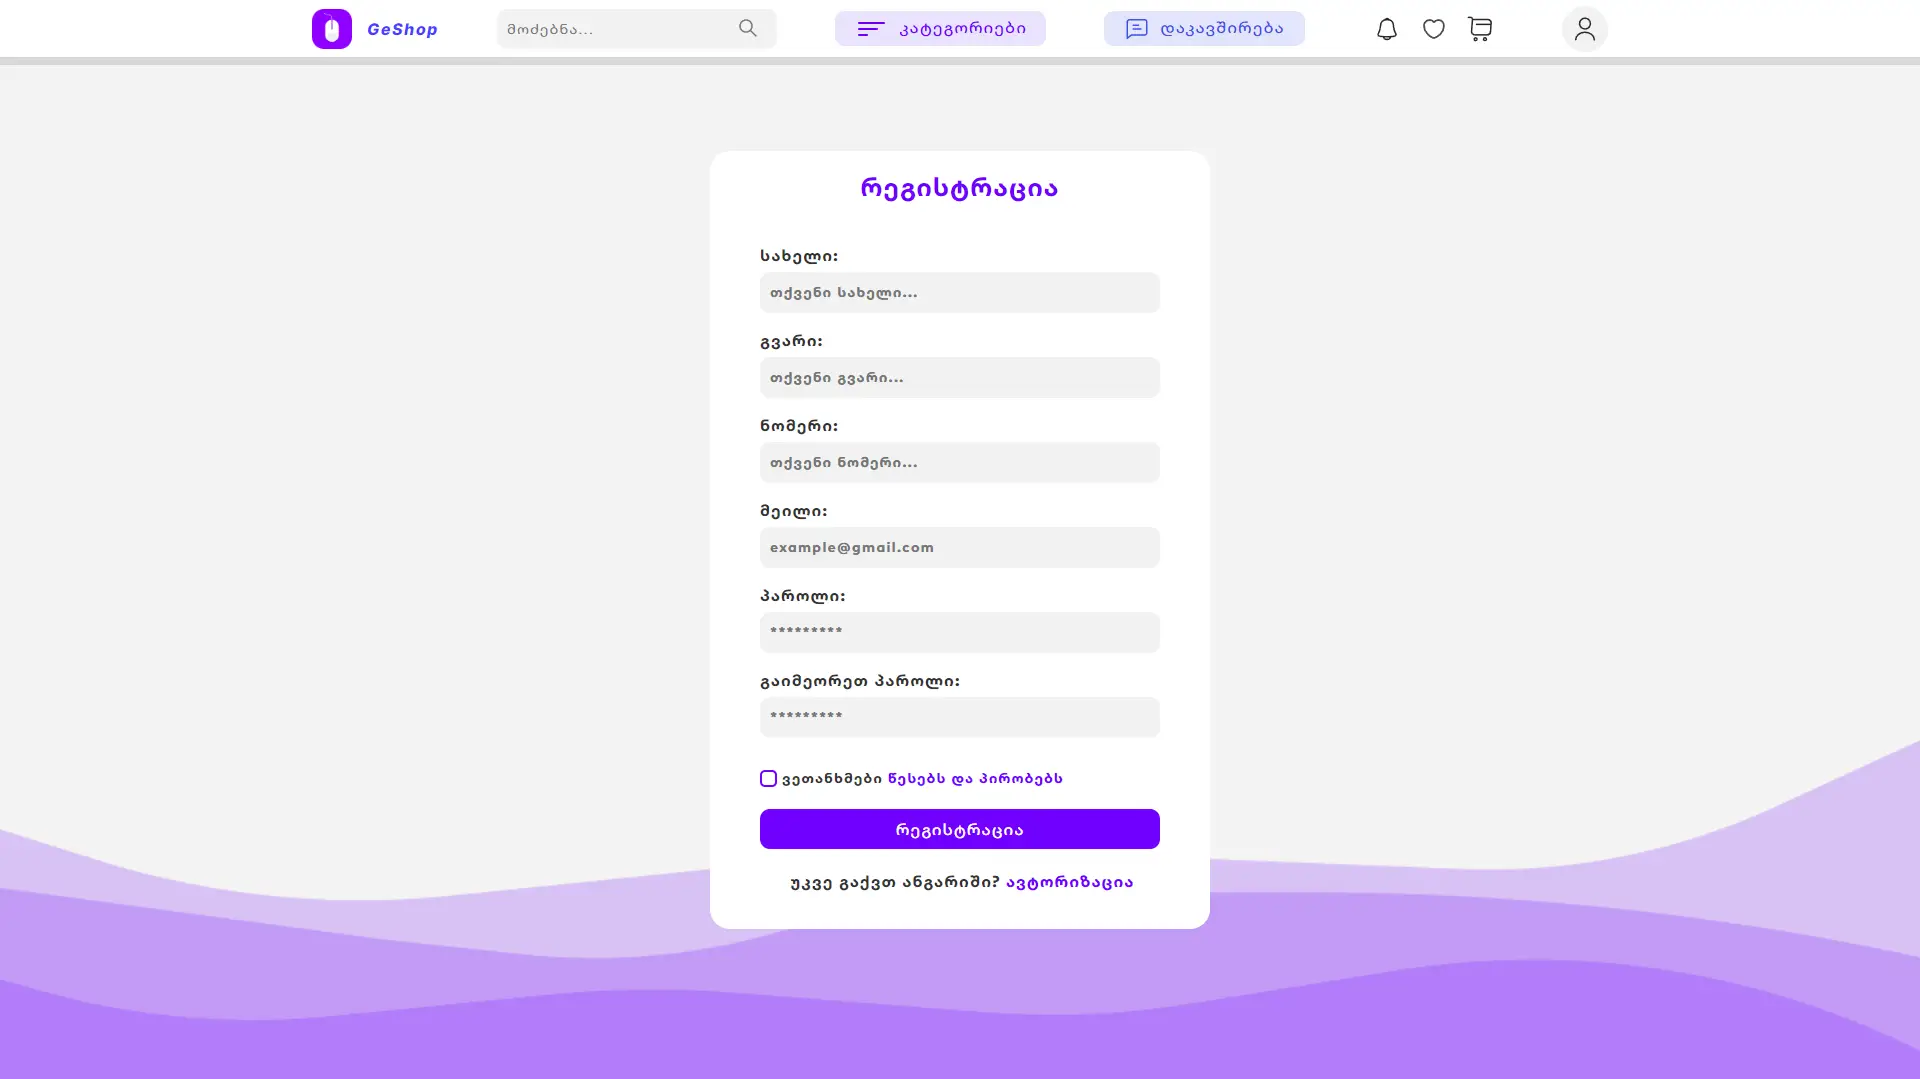 GeShop
მოძებნა...
კატეგორიები
დაკავშირება
რეგისტრაცია
სახელი:
თქვენი სახელი...
გვარი:
თქვენი გვარი...
ნომერი:
თქვენი ნომერი...
მეილი:
example@gmail.com
პაროლი:
*********
გაიმეორეთ პაროლი:
*********
ვეთანხმები წესებს და პირობებს
რეგისტრაცია
უკვე გაქვთ ანგარიში? ავტორიზაცია